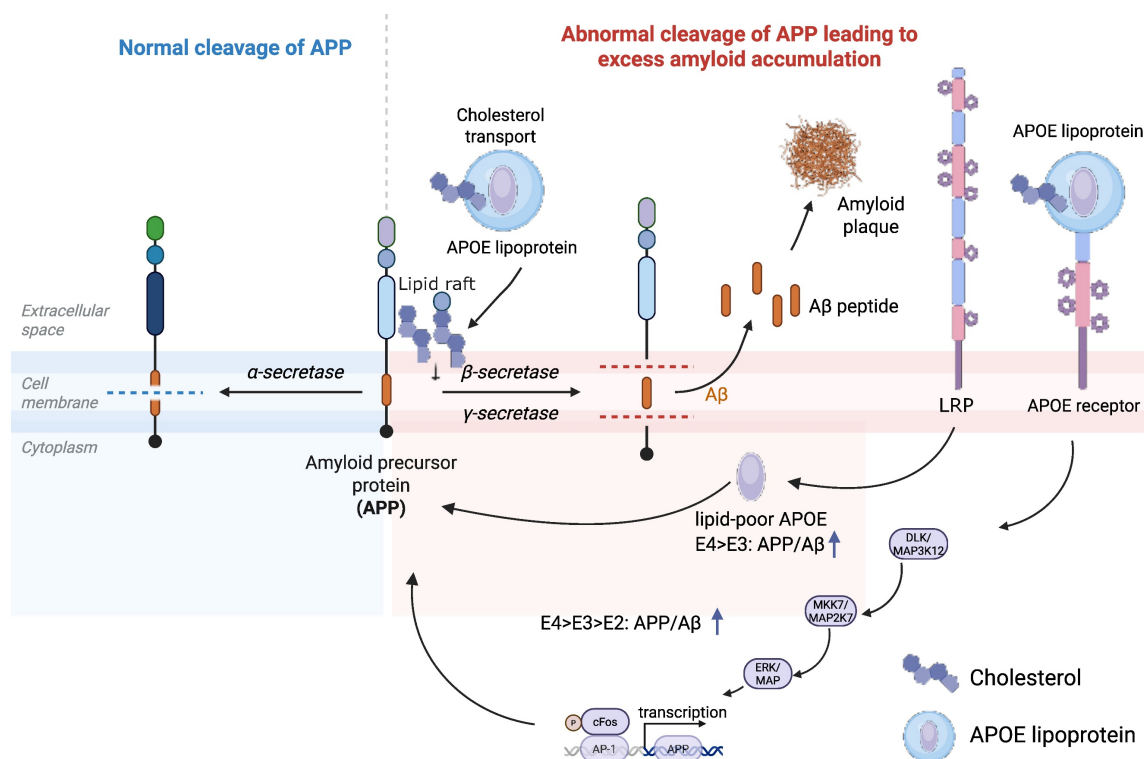 Normal cleavage of APP
Abnormal cleavage of APP leading to
excess amyloid accumulation
Cholesterol
transport
APOE lipoprotein
APOE lipoprotein
Amyloid
plaque
Lipid raft
Aβ peptide
Extracellular
space
Cell
membrane
Cytoplasm
α-secretase
β-secretase
γ-secretase
Aβ
LRP
APOE receptor
Amyloid precursor
protein
(APP)
lipid-poor APOE
E4>E3: APP/Aβ
DLK/
MAP3K12
MKK7/
MAP2K7
E4>E3>E2: APP/Aβ
ERK/
MAP
Cholesterol
transcription
P
cFos
AP-1
APP
APOE lipoprotein